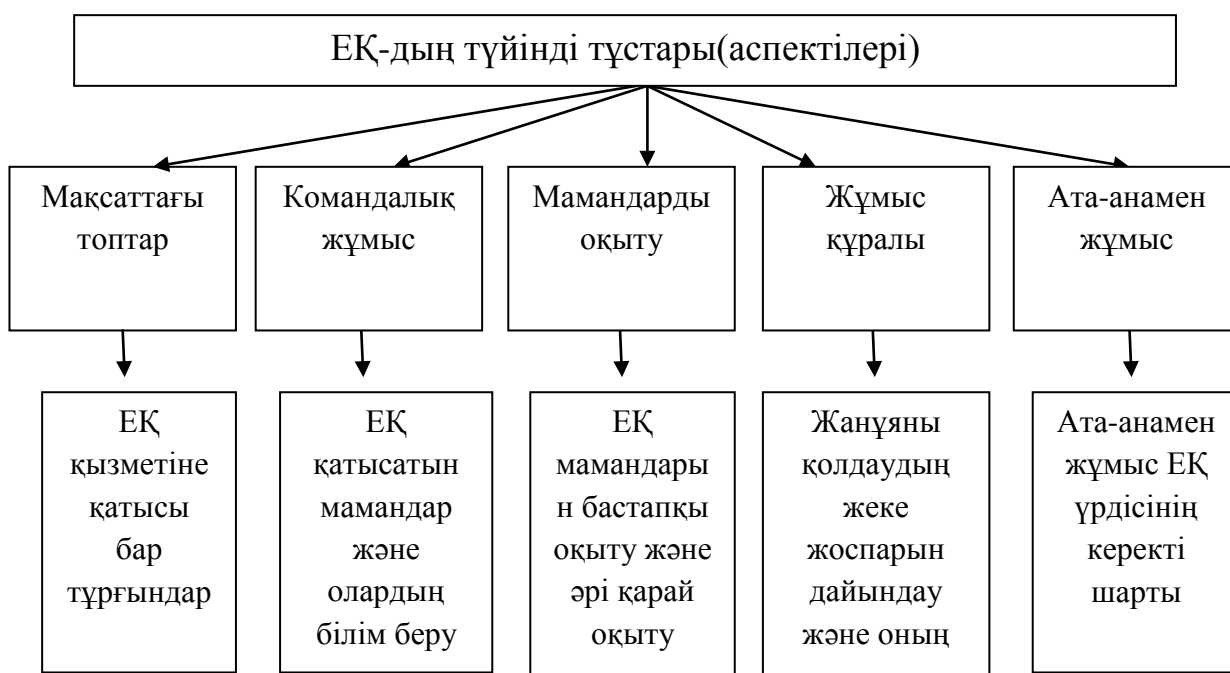 ЕҚ-дың түйінді тұстары(аспектілері)
Мақсаттағы
топтар
Командалық
жұмыс
Мамандарды
оқыту
Жұмыс
құралы
Ата-анамен
жұмыс
ЕҚ
қызметіне
қатысы
бар
тұрғындар
ЕҚ
қатысатын
мамандар
және
олардың
білім беру
ЕҚ
мамандары
н бастапқы
оқыту және
әрі қарай
оқыту
Жанұяны
қолдаудың
жеке
жоспарын
дайындау
және оның
Ата-анамен
жұмыс ЕҚ
үрдісінің
керекті
шарты